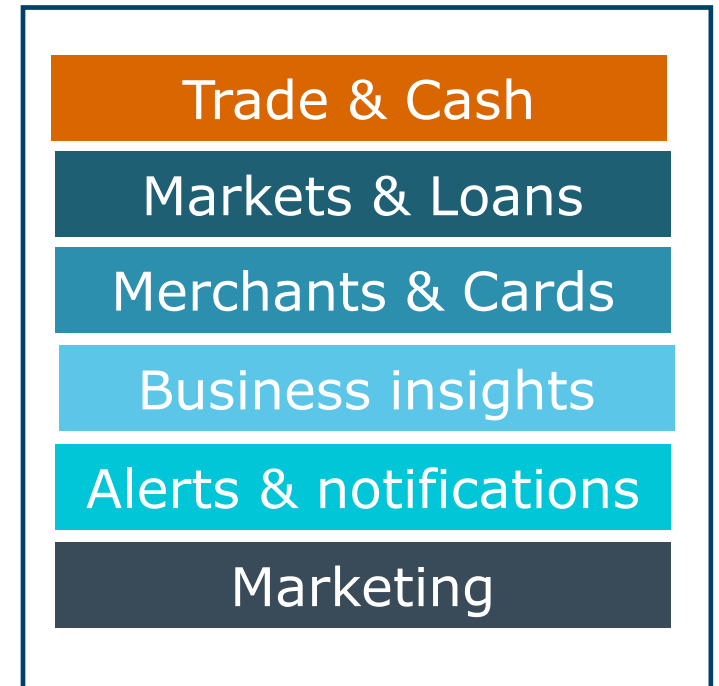 Trade & Cash
Markets & Loans
Merchants & Cards
Business insights
Alerts & notifications
Marketing